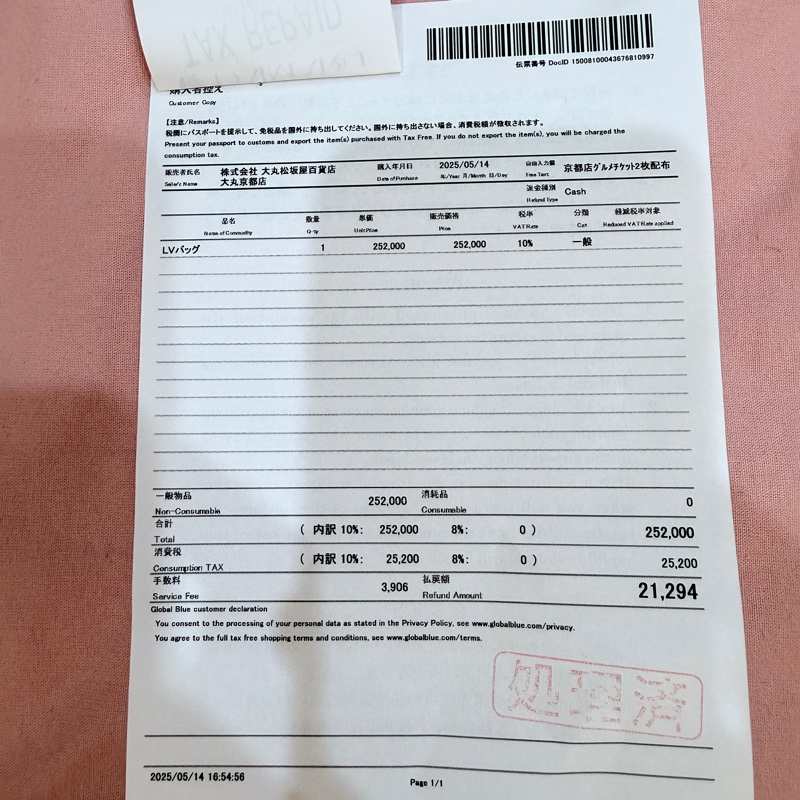 TAX REPAID
伝票番号 DocID 15008100043676810997
購入者控え
Customer Copy
【注意/Remarks】
税関にパスポートを提示して、免税品を国外に持ち出してください。国外に持ち出さない場合、消費税額が徴収されます。
Present your passport to customs and export the item(s) purchased with Tax Free. If you do not export the item(s), you will be charged the
consumption tax.
販売者氏名 株式会社 大丸松坂屋百貨店 購入年月日 2025/05/14 自由入力欄 京都店グルメチケット2枚配布
Seller's Name 大丸京都店 Date of Purchase 年/Year 月/Month 日/Day Free Text
返金種別 Cash
Refund Type
品名 数量 単価 販売価格 税率 分類 軽減税率対象
Name of Commodity Q-ty Unit Price Price VAT Rate Cat Reduced VAT Rate applied
LVバッグ 1 252,000 252,000 10% 一般
一般物品 252,000 消耗品 0
Non-Consumable Consumable
合計 ( 内訳 10%: 252,000 8%: 0 ) 252,000
Total
消費税 ( 内訳 10%: 25,200 8%: 0 ) 25,200
Consumption TAX
手数料 3,906 払戻額 21,294
Service Fee Refund Amount
Global Blue customer declaration
You consent to the processing of your personal data as stated in the Privacy Policy, see www.globalblue.com/privacy.
You agree to the full tax free shopping terms and conditions, see www.globalblue.com/terms.
処理済
2025/05/14 16:54:56 Page 1/1